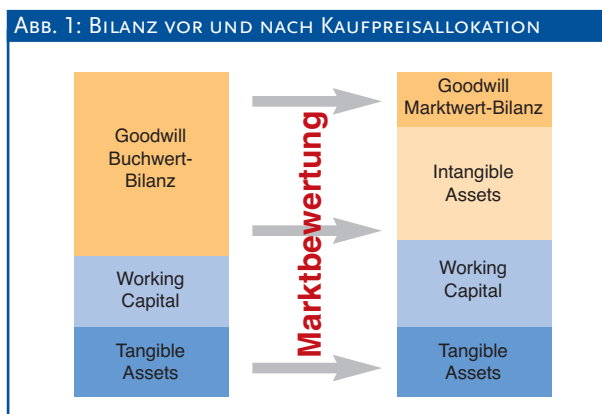 ABB. 1: BILANZ VOR UND NACH KAUFPREISALLOKATION
Goodwill
Buchwert-
Bilanz
Working
Capital
Tangible
Assets
Marktbewertung
Goodwill
Marktwert-Bilanz
Intangible
Assets
Working
Capital
Tangible
Assets